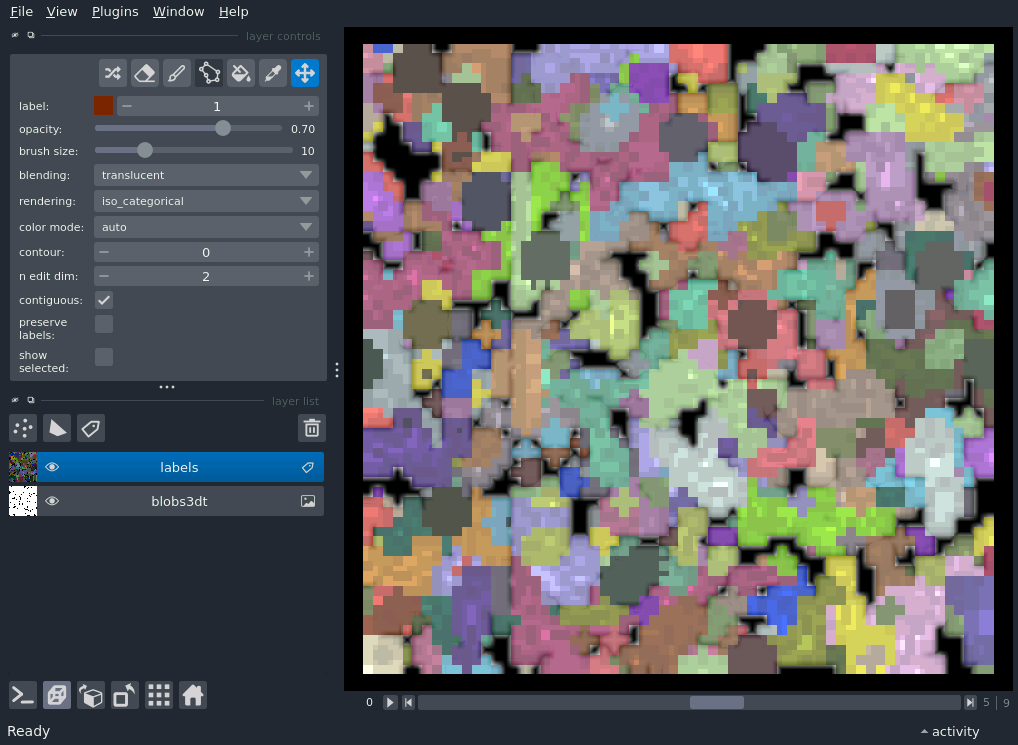 File View Plugins Window Help
layer controls
label: 1
opacity: 0.70
brush size: 10
blending: translucent
rendering: iso_categorical
color mode: auto
contour: 0
n edit dim: 2
contiguous:
preserve
labels:
show
selected:
layer list
labels
blobs3dt
0 5 9
Ready activity